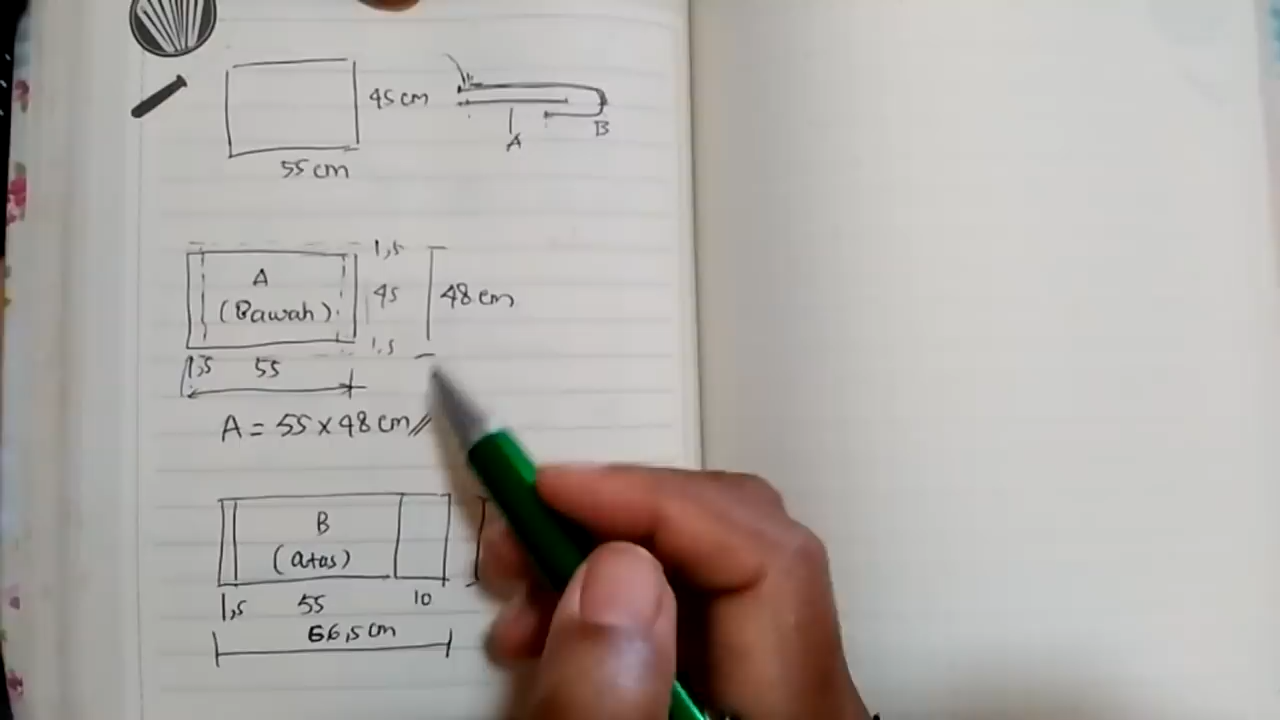 45 cm
A
B
55 cm
1,5
A
(Bawah)
45
48 cm
1,5
1,5 55
A = 55 x 48 cm //
B
(atas)
1,5 55 10
66,5 cm